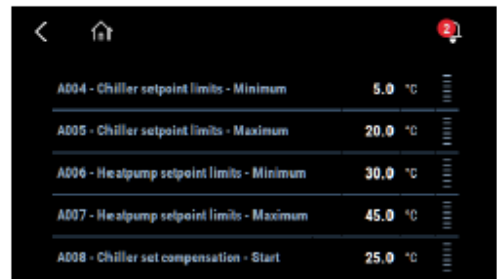 2
A004 - Chiller setpoint limits - Minimum 5.0 °C
A005 - Chiller setpoint limits - Maximum 20.0 °C
A006 - Heatpump setpoint limits - Minimum 30.0 °C
A007 - Heatpump setpoint limits - Maximum 45.0 °C
A008 - Chiller set compensation - Start 25.0 °C